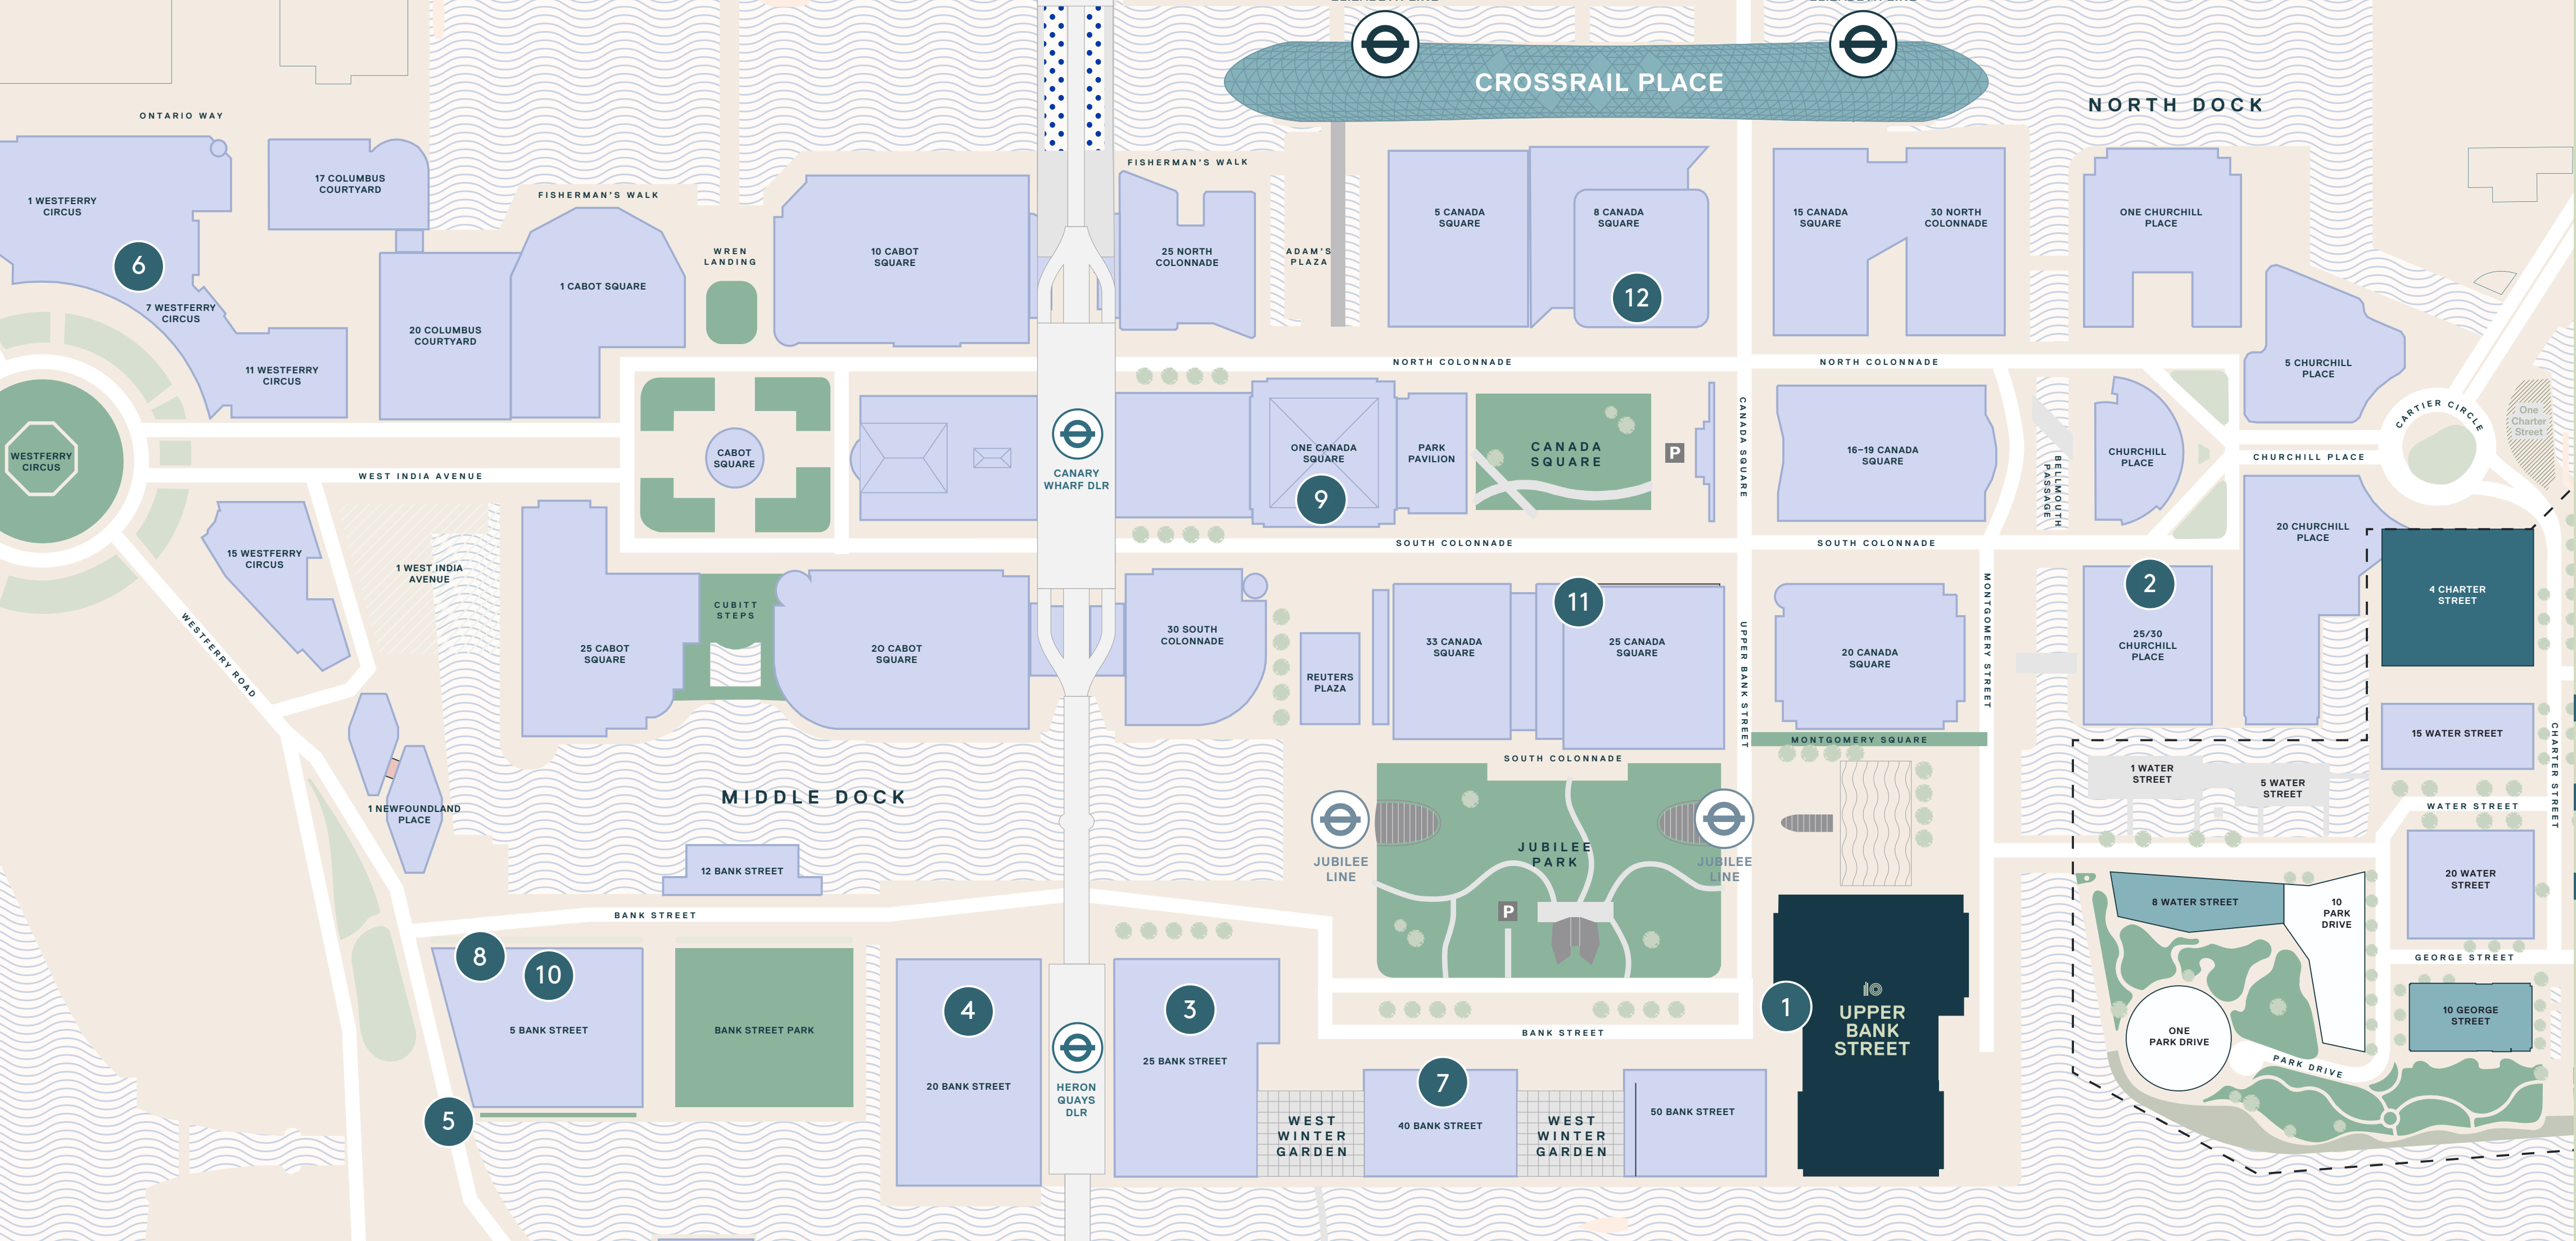 CROSSRAIL PLACE
NORTH DOCK
ONTARIO WAY
FISHERMAN'S WALK
17 COLUMBUS
COURTYARD
1 WESTFERRY
CIRCUS
FISHERMAN'S WALK
5 CANADA
SQUARE
8 CANADA
SQUARE
15 CANADA
SQUARE
30 NORTH
COLONNADE
ONE CHURCHILL
PLACE
6
WREN
LANDING
10 CABOT
SQUARE
25 NORTH
COLONNADE
ADAM'S
PLAZA
1 CABOT SQUARE
12
7 WESTFERRY
CIRCUS
20 COLUMBUS
COURTYARD
11 WESTFERRY
CIRCUS
NORTH COLONNADE
NORTH COLONNADE
5 CHURCHILL
PLACE
CARTIER CIRCLE
One
Charter
Street
WESTFERRY
CIRCUS
CABOT
SQUARE
CANARY
WHARF DLR
ONE CANADA
SQUARE
9
PARK
PAVILION
CANADA
SQUARE
P
CANADA SQUARE
16–19 CANADA
SQUARE
BELLMOUTH
PASSAGE
CHURCHILL
PLACE
CHURCHILL PLACE
WEST INDIA AVENUE
20 CHURCHILL
PLACE
SOUTH COLONNADE
SOUTH COLONNADE
15 WESTFERRY
CIRCUS
1 WEST INDIA
AVENUE
2
11
4 CHARTER
STREET
CUBITT
STEPS
WESTFERRY ROAD
25 CABOT
SQUARE
20 CABOT
SQUARE
30 SOUTH
COLONNADE
REUTERS
PLAZA
33 CANADA
SQUARE
25 CANADA
SQUARE
UPPER BANK STREET
20 CANADA
SQUARE
MONTGOMERY STREET
25/30
CHURCHILL
PLACE
15 WATER STREET
MONTGOMERY SQUARE
SOUTH COLONNADE
1 WATER
STREET
5 WATER
STREET
CHARTER STREET
WATER STREET
MIDDLE DOCK
1 NEWFOUNDLAND
PLACE
JUBILEE
LINE
JUBILEE
PARK
JUBILEE
LINE
12 BANK STREET
20 WATER
STREET
8 WATER STREET
10
PARK
DRIVE
BANK STREET
P
8
10
GEORGE STREET
4
3
1
10
UPPER
BANK
STREET
10 GEORGE
STREET
5 BANK STREET
BANK STREET PARK
BANK STREET
ONE
PARK DRIVE
PARK DRIVE
25 BANK STREET
20 BANK STREET
HERON
QUAYS
DLR
7
5
WEST
WINTER
GARDEN
40 BANK STREET
WEST
WINTER
GARDEN
50 BANK STREET